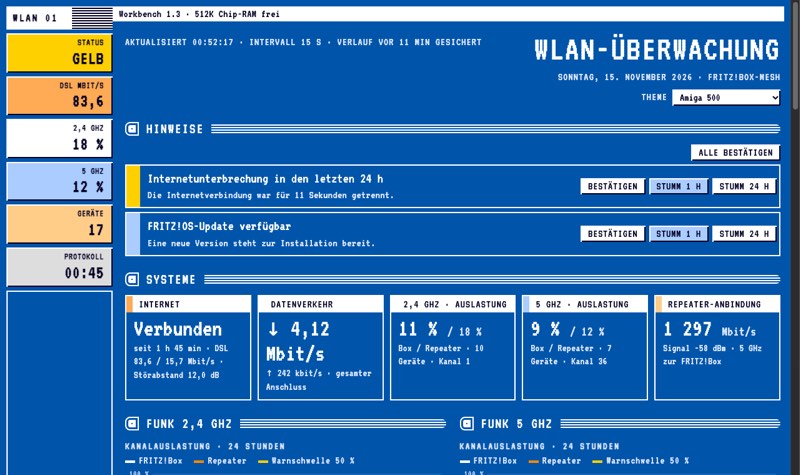 WLAN 01
Workbench 1.3 · 512K Chip-RAM frei
STATUS
GELB
DSL MBIT/S
83,6
2,4 GHZ
18 %
5 GHZ
12 %
GERÄTE
17
PROTOKOLL
00:45
AKTUALISIERT 00:52:17 · INTERVALL 15 S · VERLAUF VOR 11 MIN GESICHERT
WLAN-ÜBERWACHUNG
SONNTAG, 15. NOVEMBER 2026 · FRITZ!BOX-MESH
THEME Amiga 500
HINWEISE
ALLE BESTÄTIGEN
Internetunterbrechung in den letzten 24 h
Die Internetverbindung war für 11 Sekunden getrennt.
BESTÄTIGEN STUMM 1 H STUMM 24 H
FRITZ!OS-Update verfügbar
Eine neue Version steht zur Installation bereit.
BESTÄTIGEN STUMM 1 H STUMM 24 H
SYSTEME
INTERNET
Verbunden
seit 1 h 45 min · DSL
83,6 / 15,7 Mbit/s ·
Störabstand 12,0 dB
DATENVERKEHR
↓ 4,12
Mbit/s
↑ 242 kbit/s · gesamter
Anschluss
2,4 GHZ · AUSLASTUNG
11 % / 18 %
Box / Repeater · 10
Geräte · Kanal 1
5 GHZ · AUSLASTUNG
9 % / 12 %
Box / Repeater · 7
Geräte · Kanal 36
REPEATER-ANBINDUNG
1 297 Mbit/s
Signal -58 dBm · 5 GHz
zur FRITZ!Box
FUNK 2,4 GHZ
KANALAUSLASTUNG · 24 STUNDEN
FRITZ!Box Repeater Warnschwelle 50 %
100 %
FUNK 5 GHZ
KANALAUSLASTUNG · 24 STUNDEN
FRITZ!Box Repeater Warnschwelle 50 %
100 %